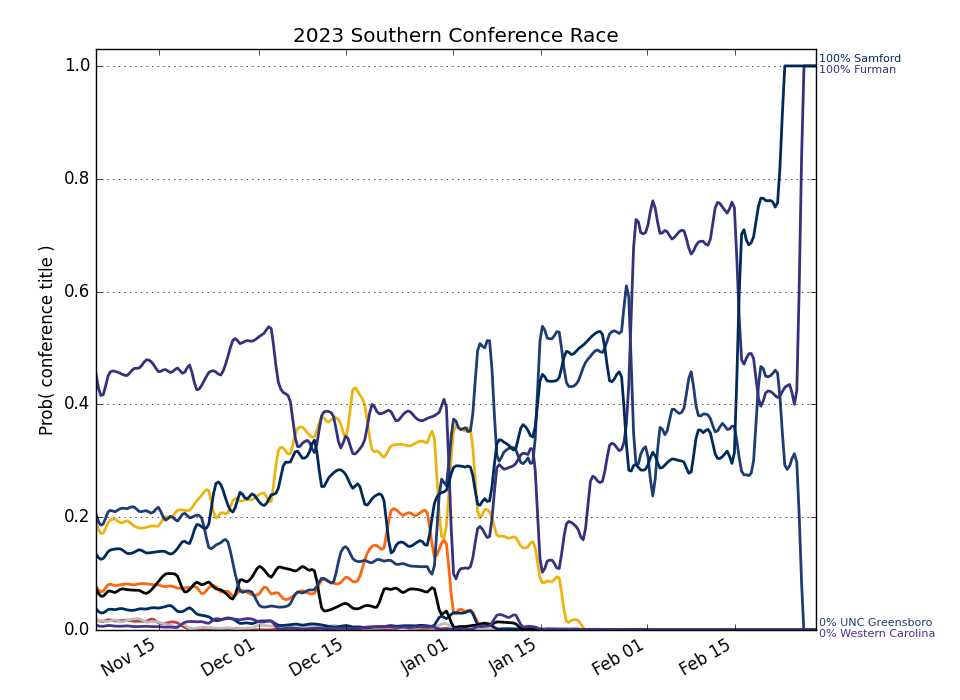 2023 Southern Conference Race
100% Samford
100% Furman
1.0
0.8
0.6
0.4
0.2
0.0
Prob( conference title )
0% UNC Greensboro
0% Western Carolina
Nov 15
Dec 01
Dec 15
Jan 01
Jan 15
Feb 01
Feb 15